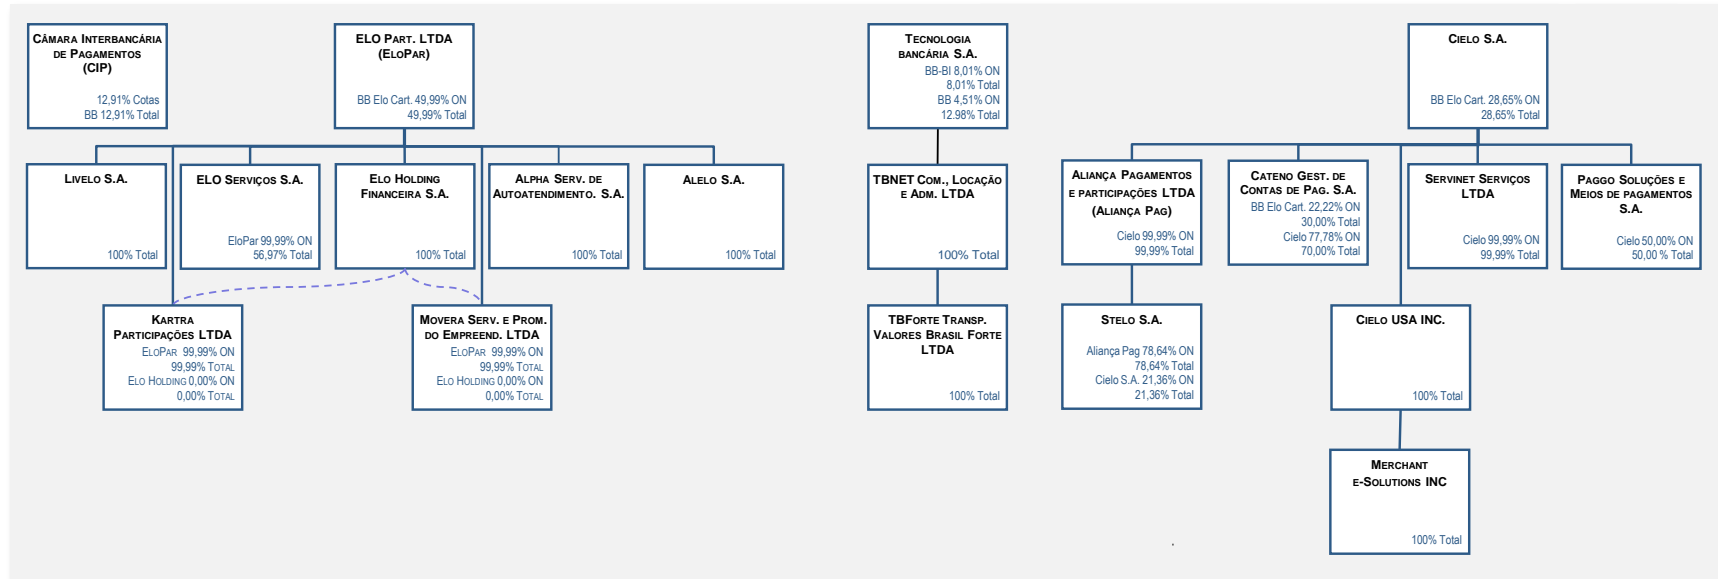 CÂMARA INTERBANCÁRIA
DE PAGAMENTOS
(CIP)
12,91% Cotas
BB 12,91% Total
ELO PART. LTDA
(ELOPAR)
BB Elo Cart. 49,99% ON
49,99% Total
TECNOLOGIA
BANCÁRIA S.A.
BB-BI 8,01% ON
8,01% Total
BB 4,51% ON
12.98% Total
CIELO S.A.
BB Elo Cart. 28,65% ON
28,65% Total
LIVELO S.A.
100% Total
ELO SERVIÇOS S.A.
EloPar 99,99% ON
56,97% Total
ELO HOLDING
FINANCEIRA S.A.
100% Total
ALPHA SERV. DE
AUTOATENDIMENTO. S.A.
100% Total
ALELO S.A.
100% Total
TBNET COM., LOCAÇÃO
E ADM. LTDA
100% Total
ALIANÇA PAGAMENTOS
E PARTICIPAÇÕES LTDA
(ALIANÇA PAG)
Cielo 99,99% ON
99,99% Total
CATENO GEST. DE
CONTAS DE PAG. S.A.
BB Elo Cart. 22,22% ON
30,00% Total
Cielo 77,78% ON
70,00% Total
SERVINET SERVIÇOS
LTDA
Cielo 99,99% ON
99,99% Total
PAGGO SOLUÇÕES E
MEIOS DE PAGAMENTOS
S.A.
Cielo 50,00% ON
50,00 % Total
KARTRA
PARTICIPAÇÕES LTDA
ELOPAR 99,99% ON
99,99% TOTAL
ELO HOLDING 0,00% ON
0,00% TOTAL
MOVERA SERV. E PROM.
DO EMPREEND. LTDA
ELOPAR 99,99% ON
99,99% TOTAL
ELO HOLDING 0,00% ON
0,00% TOTAL
TBFORTE TRANSP.
VALORES BRASIL FORTE
LTDA
100% Total
STELO S.A.
Aliança Pag 78,64% ON
78,64% Total
Cielo S.A. 21,36% ON
21,36% Total
CIELO USA INC.
100% Total
MERCHANT
E-SOLUTIONS INC
100% Total